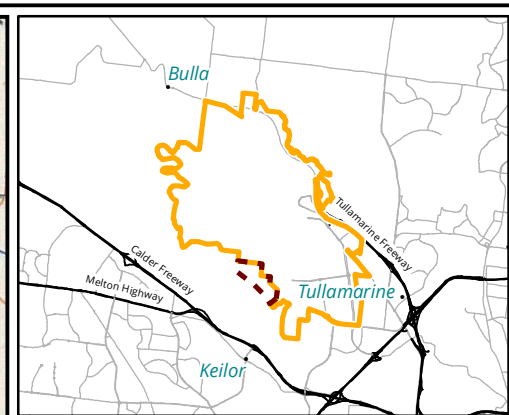 Bulla
Tullamarine Freeway
Calder Freeway
Melton Highway
Tullamarine
Keilor